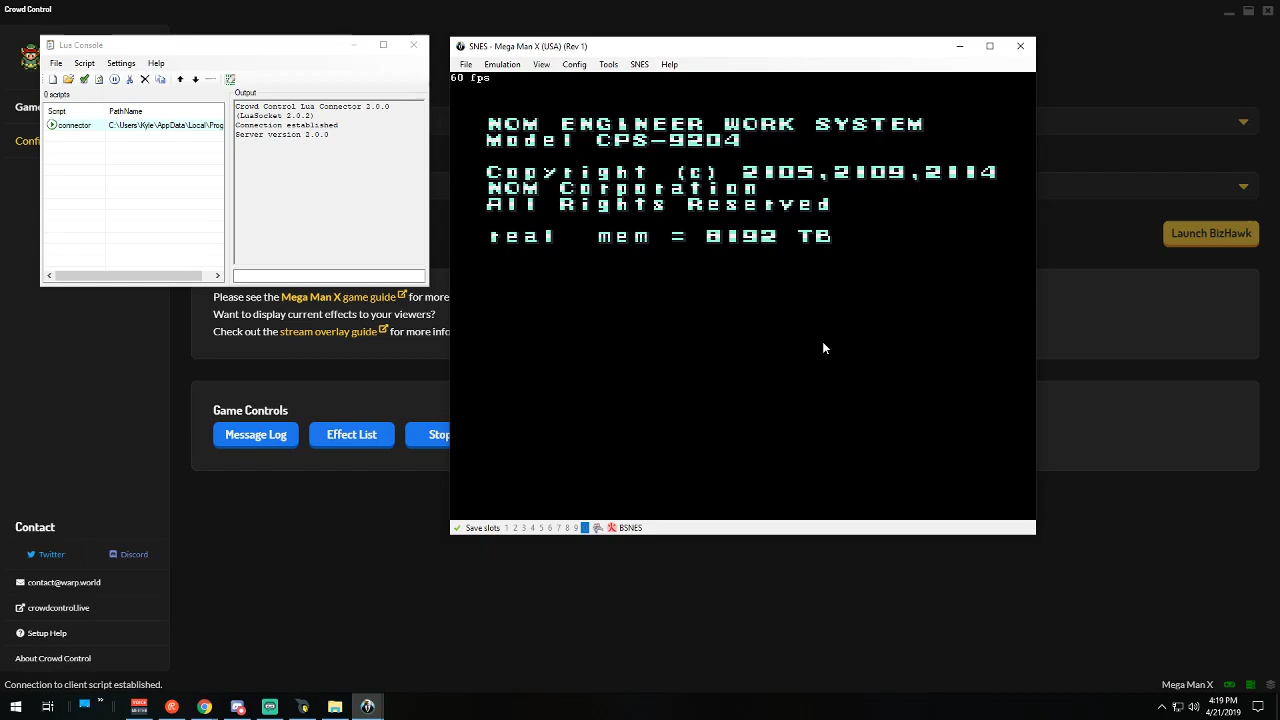 Crowd Control
Lua Console
File Script Settings Help
0 scripts
Script PathName
connector C:\Users\Kyle\AppData\Local\Prog
Output
Crowd Control Lua Connector 2.0.0
(LuaSocket 2.0.2)
Connection established
Server version 2.0.0
SNES - Mega Man X (USA) (Rev 1)
File Emulation View Config Tools SNES Help
60 fps
NOM ENGINEER WORK SYSTEM
Model CPS-9204
Copyright (c) 2105,2109,2114
NOM Corporation
All Rights Reserved
real mem = 8192 TB
Save slots 1 2 3 4 5 6 7 8 9 BSNES
Launch BizHawk
Please see the Mega Man X game guide for more
Want to display current effects to your viewers?
Check out the stream overlay guide for more info
Game Controls
Message Log
Effect List
Stop
Contact
Twitter
Discord
contact@warp.world
crowdcontrol.live
Setup Help
About Crowd Control
Connection to client script established.
Mega Man X
4:19 PM
4/21/2019